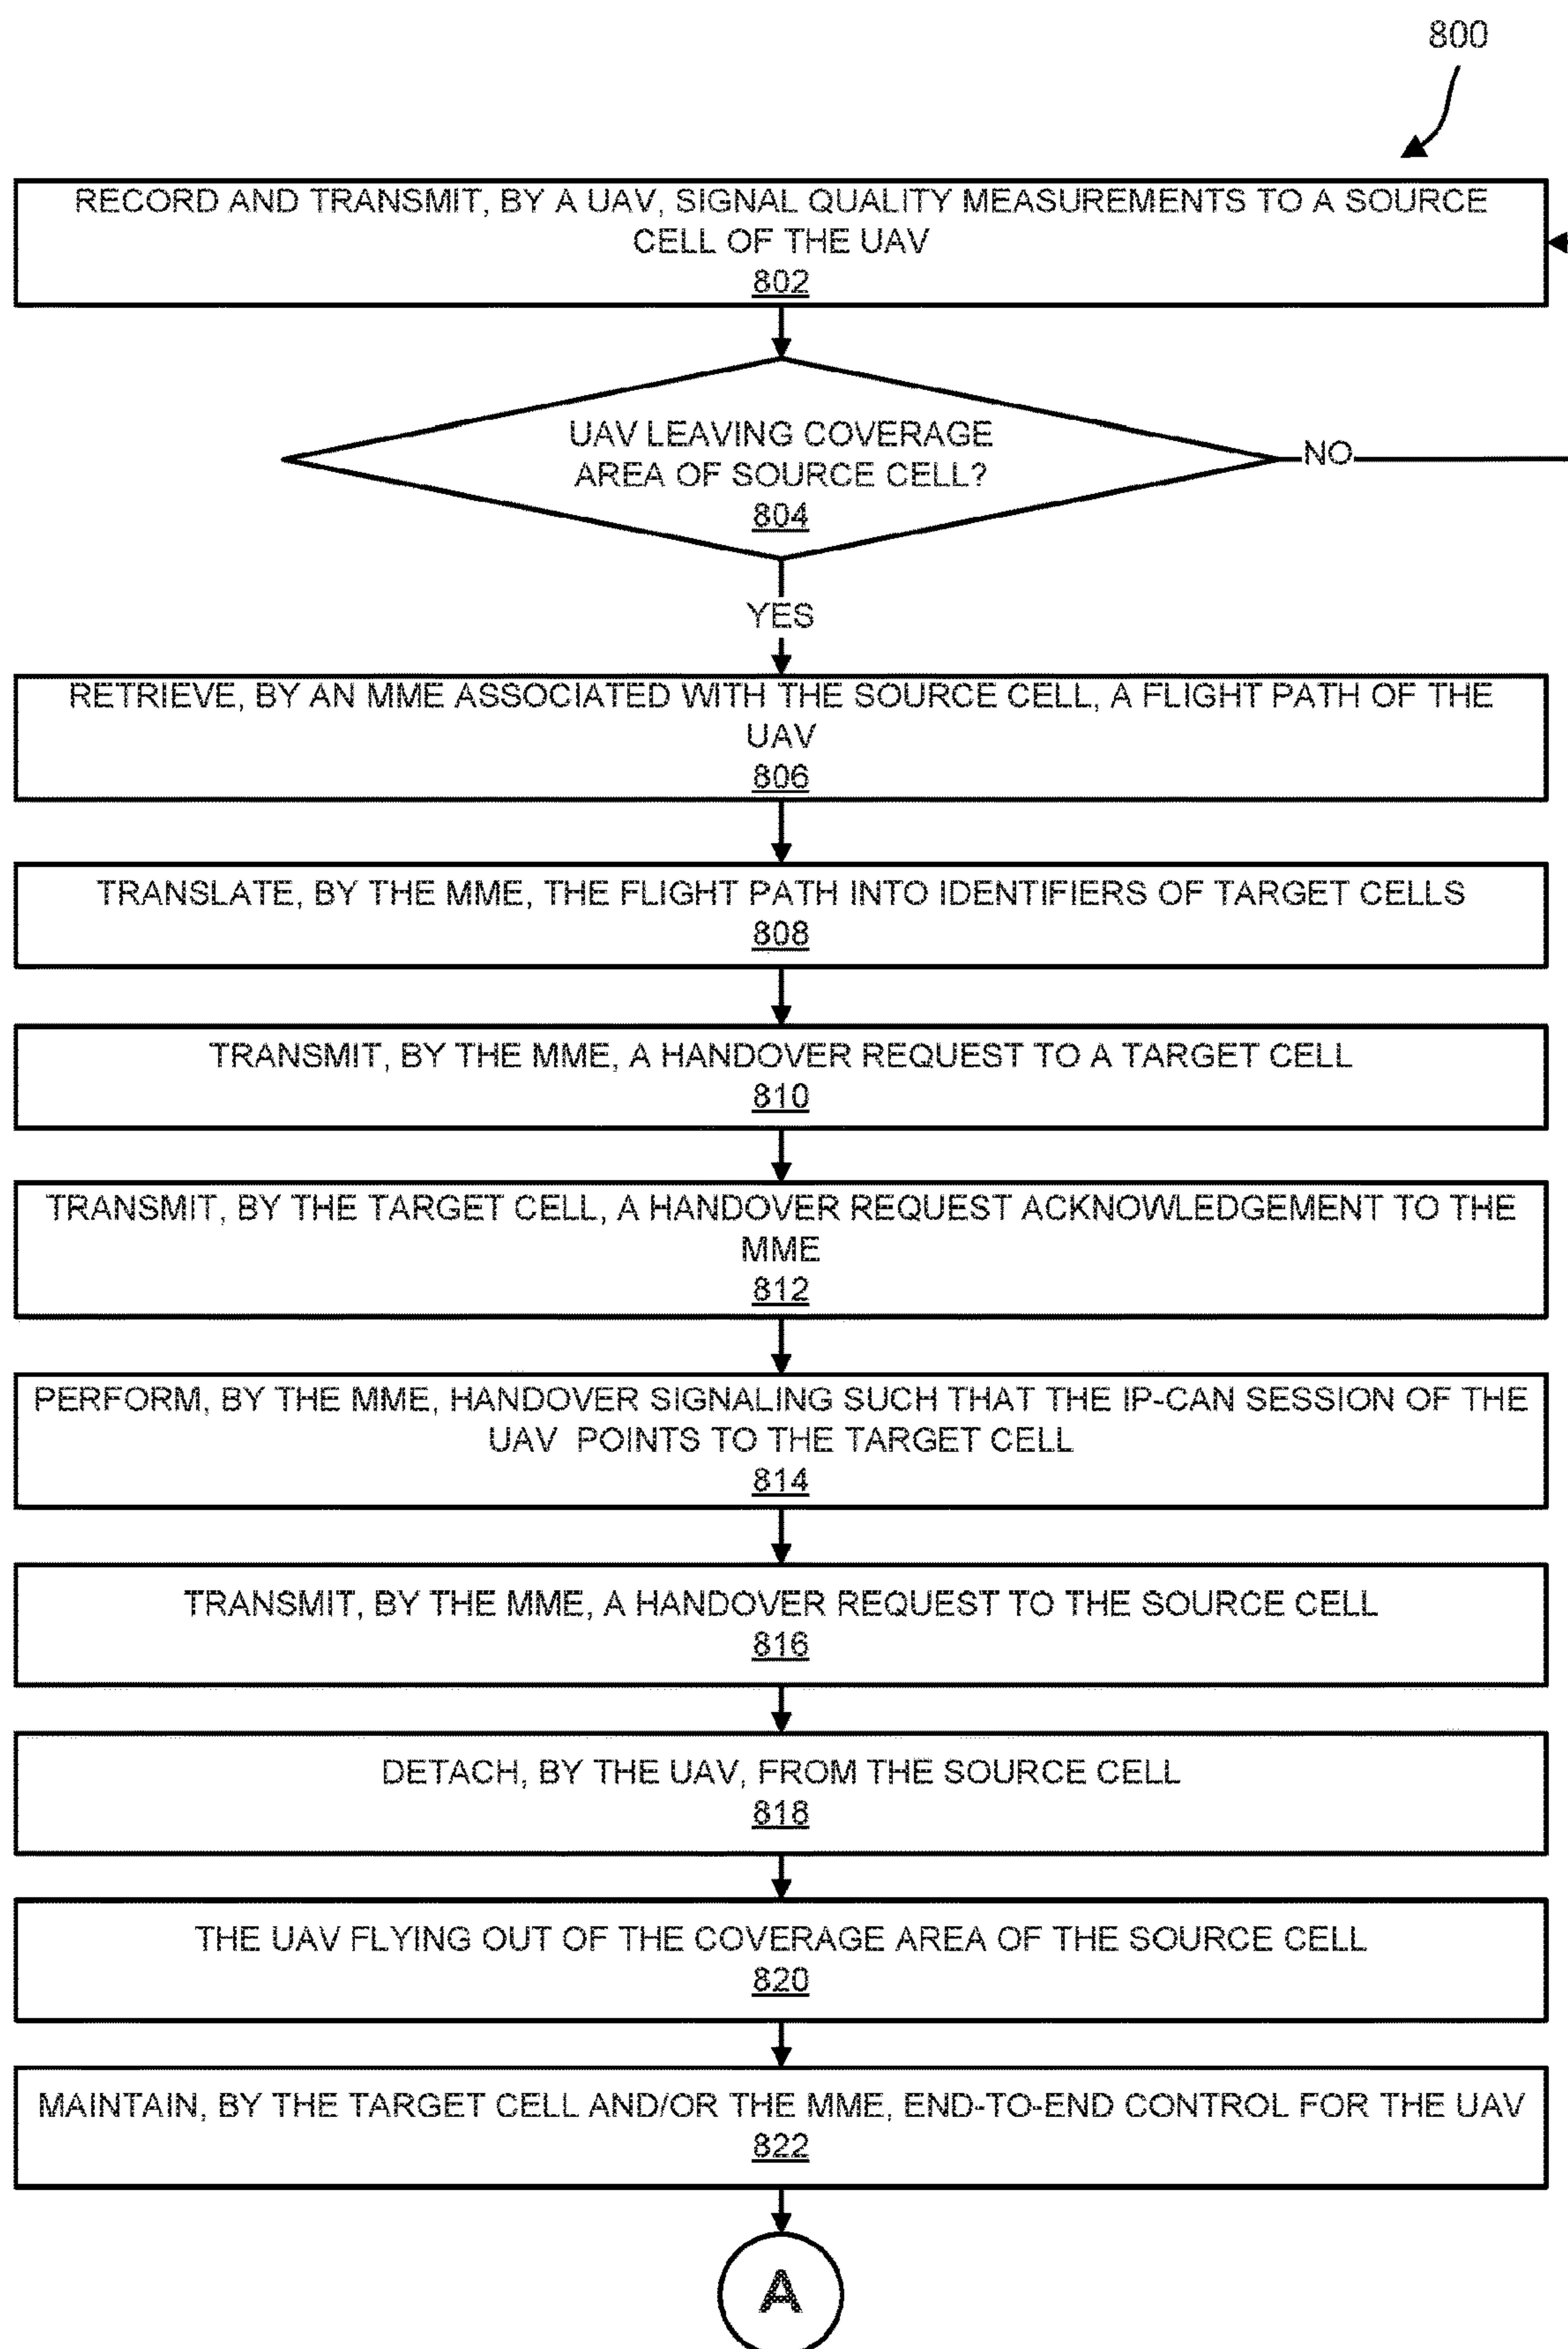 800
RECORD AND TRANSMIT, BY A UAV, SIGNAL QUALITY MEASUREMENTS TO A SOURCE
CELL OF THE UAV
802
UAV LEAVING COVERAGE
AREA OF SOURCE CELL?
804
NO
YES
RETRIEVE, BY AN MME ASSOCIATED WITH THE SOURCE CELL, A FLIGHT PATH OF THE
UAV
806
TRANSLATE, BY THE MME, THE FLIGHT PATH INTO IDENTIFIERS OF TARGET CELLS
808
TRANSMIT, BY THE MME, A HANDOVER REQUEST TO A TARGET CELL
810
TRANSMIT, BY THE TARGET CELL, A HANDOVER REQUEST ACKNOWLEDGEMENT TO THE
MME
812
PERFORM, BY THE MME, HANDOVER SIGNALING SUCH THAT THE IP-CAN SESSION OF THE
UAV POINTS TO THE TARGET CELL
814
TRANSMIT, BY THE MME, A HANDOVER REQUEST TO THE SOURCE CELL
816
DETACH, BY THE UAV, FROM THE SOURCE CELL
818
THE UAV FLYING OUT OF THE COVERAGE AREA OF THE SOURCE CELL
820
MAINTAIN, BY THE TARGET CELL AND/OR THE MME, END-TO-END CONTROL FOR THE UAV
822
A